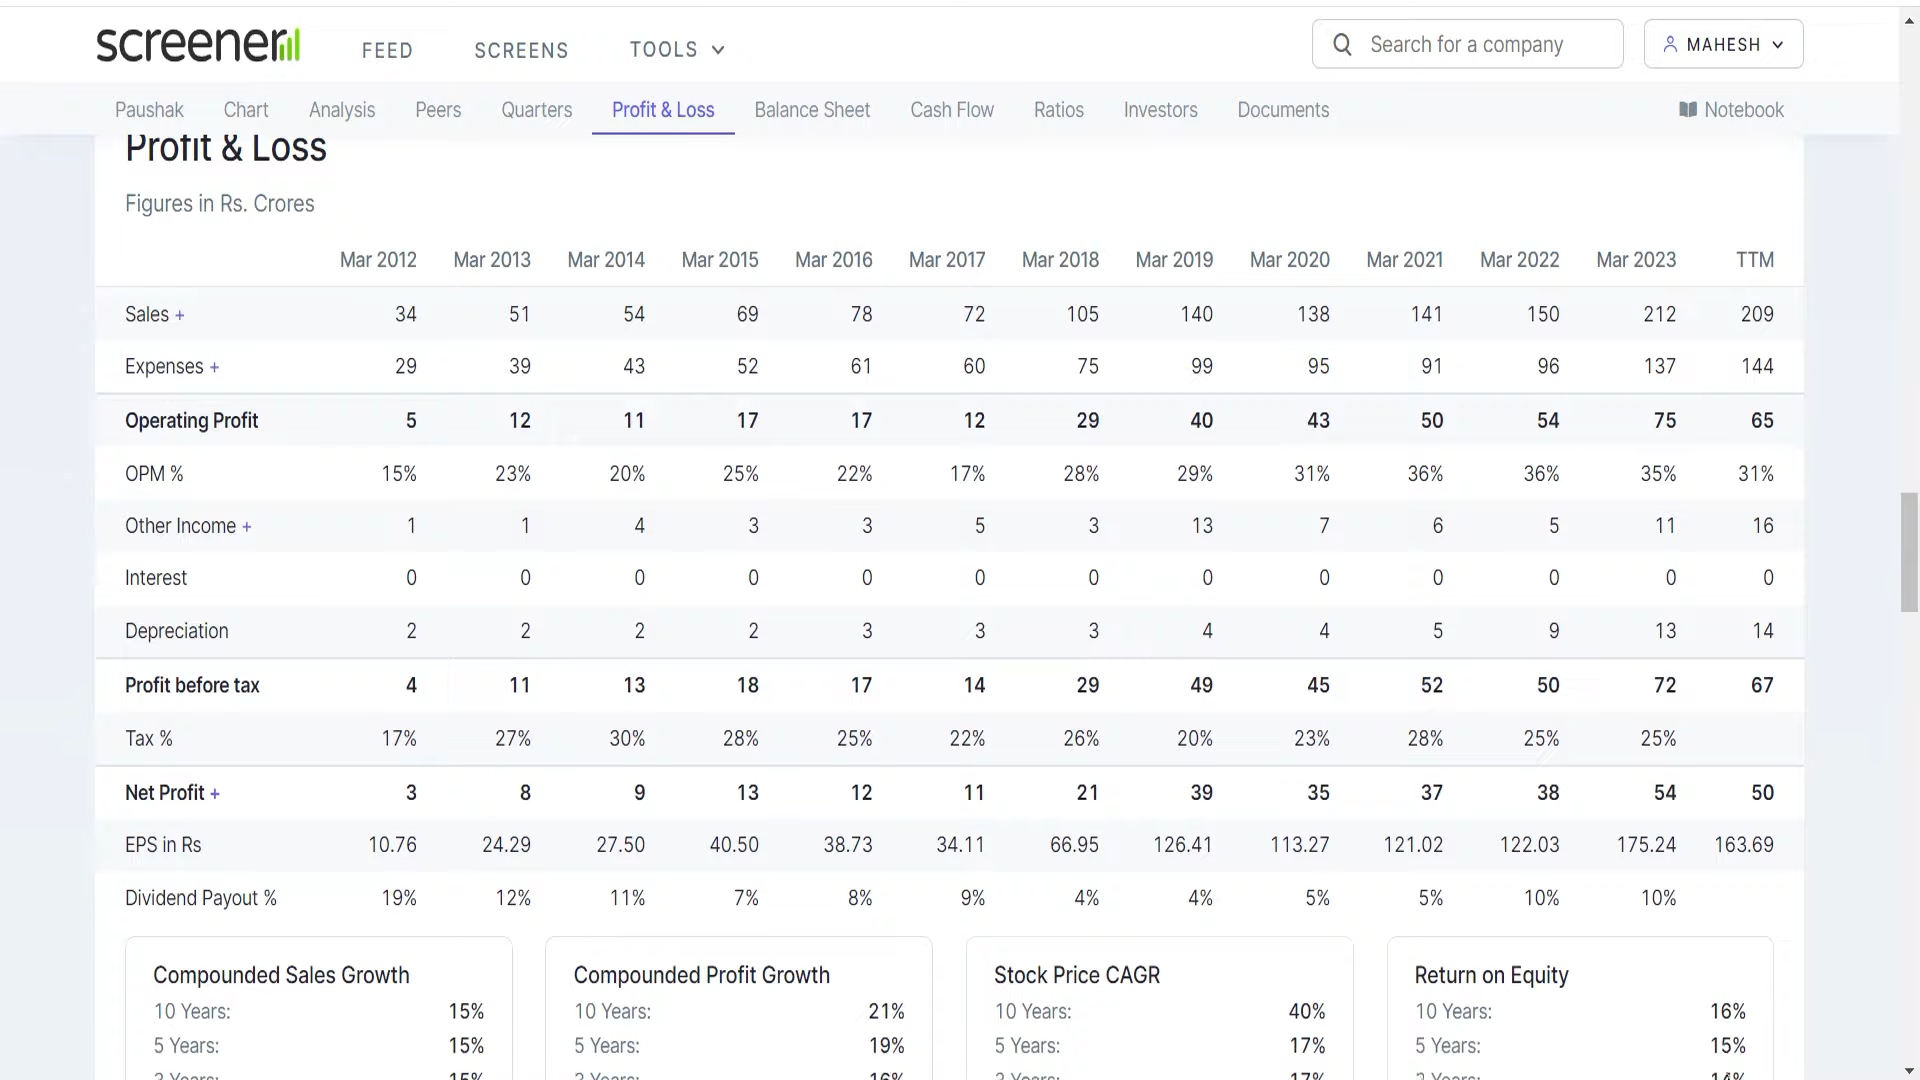 screener FEED SCREENS TOOLS Search for a company MAHESH
Paushak Chart Analysis Peers Quarters Profit & Loss Balance Sheet Cash Flow Ratios Investors Documents Notebook
Profit & Loss
Figures in Rs. Crores
Mar 2012 Mar 2013 Mar 2014 Mar 2015 Mar 2016 Mar 2017 Mar 2018 Mar 2019 Mar 2020 Mar 2021 Mar 2022 Mar 2023 TTM
Sales + 34 51 54 69 78 72 105 140 138 141 150 212 209
Expenses + 29 39 43 52 61 60 75 99 95 91 96 137 144
Operating Profit 5 12 11 17 17 12 29 40 43 50 54 75 65
OPM % 15% 23% 20% 25% 22% 17% 28% 29% 31% 36% 36% 35% 31%
Other Income + 1 1 4 3 3 5 3 13 7 6 5 11 16
Interest 0 0 0 0 0 0 0 0 0 0 0 0 0
Depreciation 2 2 2 2 3 3 3 4 4 5 9 13 14
Profit before tax 4 11 13 18 17 14 29 49 45 52 50 72 67
Tax % 17% 27% 30% 28% 25% 22% 26% 20% 23% 28% 25% 25%
Net Profit + 3 8 9 13 12 11 21 39 35 37 38 54 50
EPS in Rs 10.76 24.29 27.50 40.50 38.73 34.11 66.95 126.41 113.27 121.02 122.03 175.24 163.69
Dividend Payout % 19% 12% 11% 7% 8% 9% 4% 4% 5% 5% 10% 10%
Compounded Sales Growth Compounded Profit Growth Stock Price CAGR Return on Equity
10 Years: 15% 10 Years: 21% 10 Years: 40% 10 Years: 16%
5 Years: 15% 5 Years: 19% 5 Years: 17% 5 Years: 15%
3 Years: 15% 3 Years: 16% 3 Years: 17% 3 Years: 14%